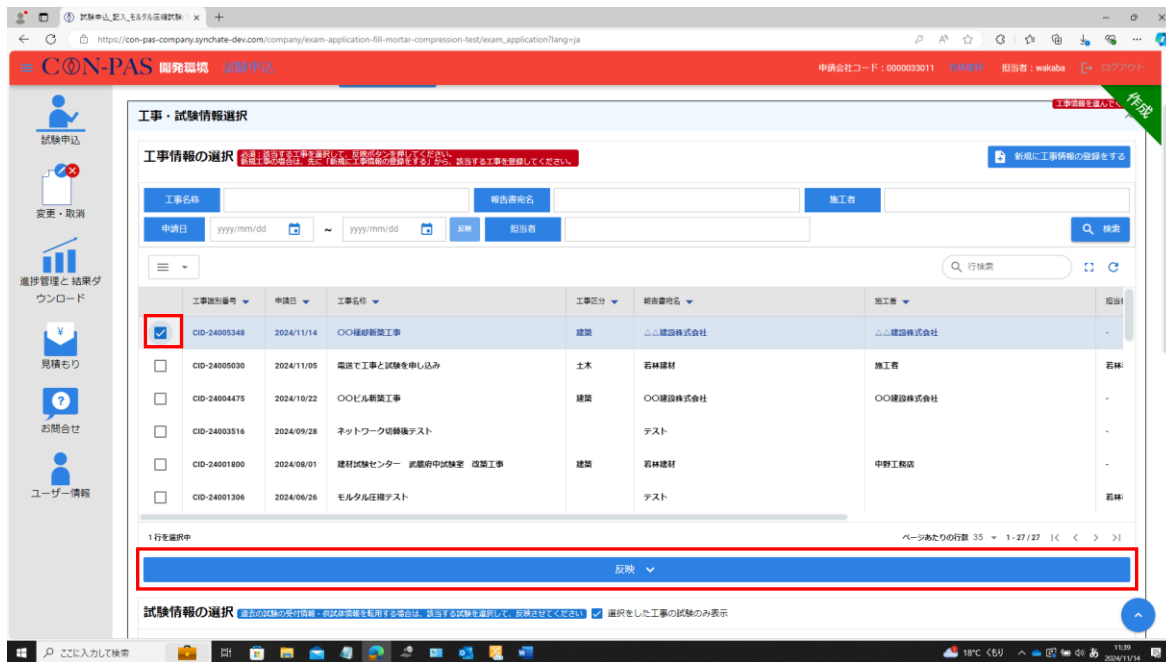 試験申込_記入_モルタル圧縮試験
https://con-pas-company.synchate-dev.com/company/exam-application-fill-mortar-compression-test/exam_application?lang=ja
CON-PAS 開発環境 試験申込
申請会社コード：0000033011 若林建材 担当者：wakaba ログアウト
作成
試験申込
変更・取消
進捗管理と 結果ダ
ウンロード
見積もり
お問合せ
ユーザー情報
工事・試験情報選択
工事情報を選んでく
工事情報の選択 必須：該当する工事を選択して、反映ボタンを押してください。
新規工事の場合は、先に「新規に工事情報の登録をする」から、該当する工事を登録してください。
新規に工事情報の登録をする
工事名称 報告書宛名 施工者
申請日 yyyy/mm/dd ~ yyyy/mm/dd 反映 担当者 検索
行検索
工事識別番号 申請日 工事名称 工事区分 報告書宛名 施工者 担当
CID-24005348 2024/11/14 〇〇様邸新築工事 建築 △△建設株式会社 △△建設株式会社 -
CID-24005030 2024/11/05 電送で工事と試験を申し込み 土木 若林建材 施工者 若林
CID-24004475 2024/10/22 〇〇ビル新築工事 建築 〇〇建設株式会社 〇〇建設株式会社 -
CID-24003516 2024/09/28 ネットワーク切替後テスト テスト -
CID-24001800 2024/08/01 建材試験センター 武蔵府中試験室 改築工事 建築 若林建材 中野工務店 -
CID-24001306 2024/06/26 モルタル圧縮テスト テスト 若林
1 行を選択中
ページあたりの行数 35 1-27 / 27
反映
試験情報の選択 過去の試験の受付情報・供試体情報を転用する場合は、該当する試験を選択して、反映させてください 選択をした工事の試験のみ表示
ここに入力して検索
18°C くもり あ 11:39
2024/11/14